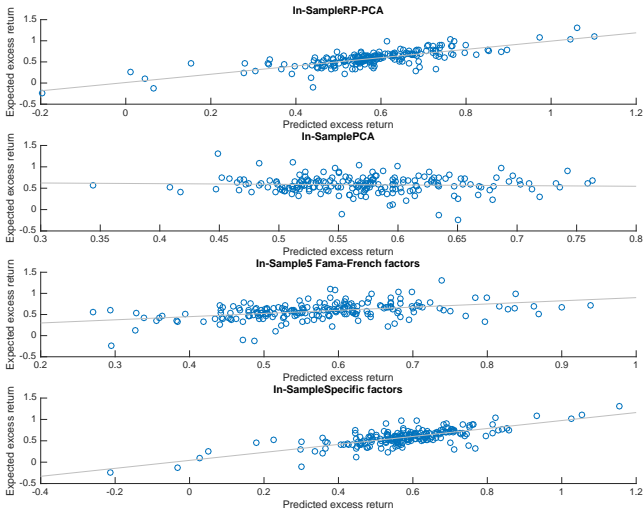 In-SampleRP-PCA
Expected excess return
1.5
1
0.5
0
-0.5
-0.2 0 0.2 0.4 0.6 0.8 1 1.2
Predicted excess return
In-SamplePCA
Expected excess return
1.5
1
0.5
0
-0.5
0.3 0.35 0.4 0.45 0.5 0.55 0.6 0.65 0.7 0.75 0.8
Predicted excess return
In-Sample5 Fama-French factors
Expected excess return
1.5
1
0.5
0
-0.5
0.2 0.3 0.4 0.5 0.6 0.7 0.8 0.9 1
Predicted excess return
In-SampleSpecific factors
Expected excess return
1.5
1
0.5
0
-0.5
-0.4 -0.2 0 0.2 0.4 0.6 0.8 1 1.2
Predicted excess return